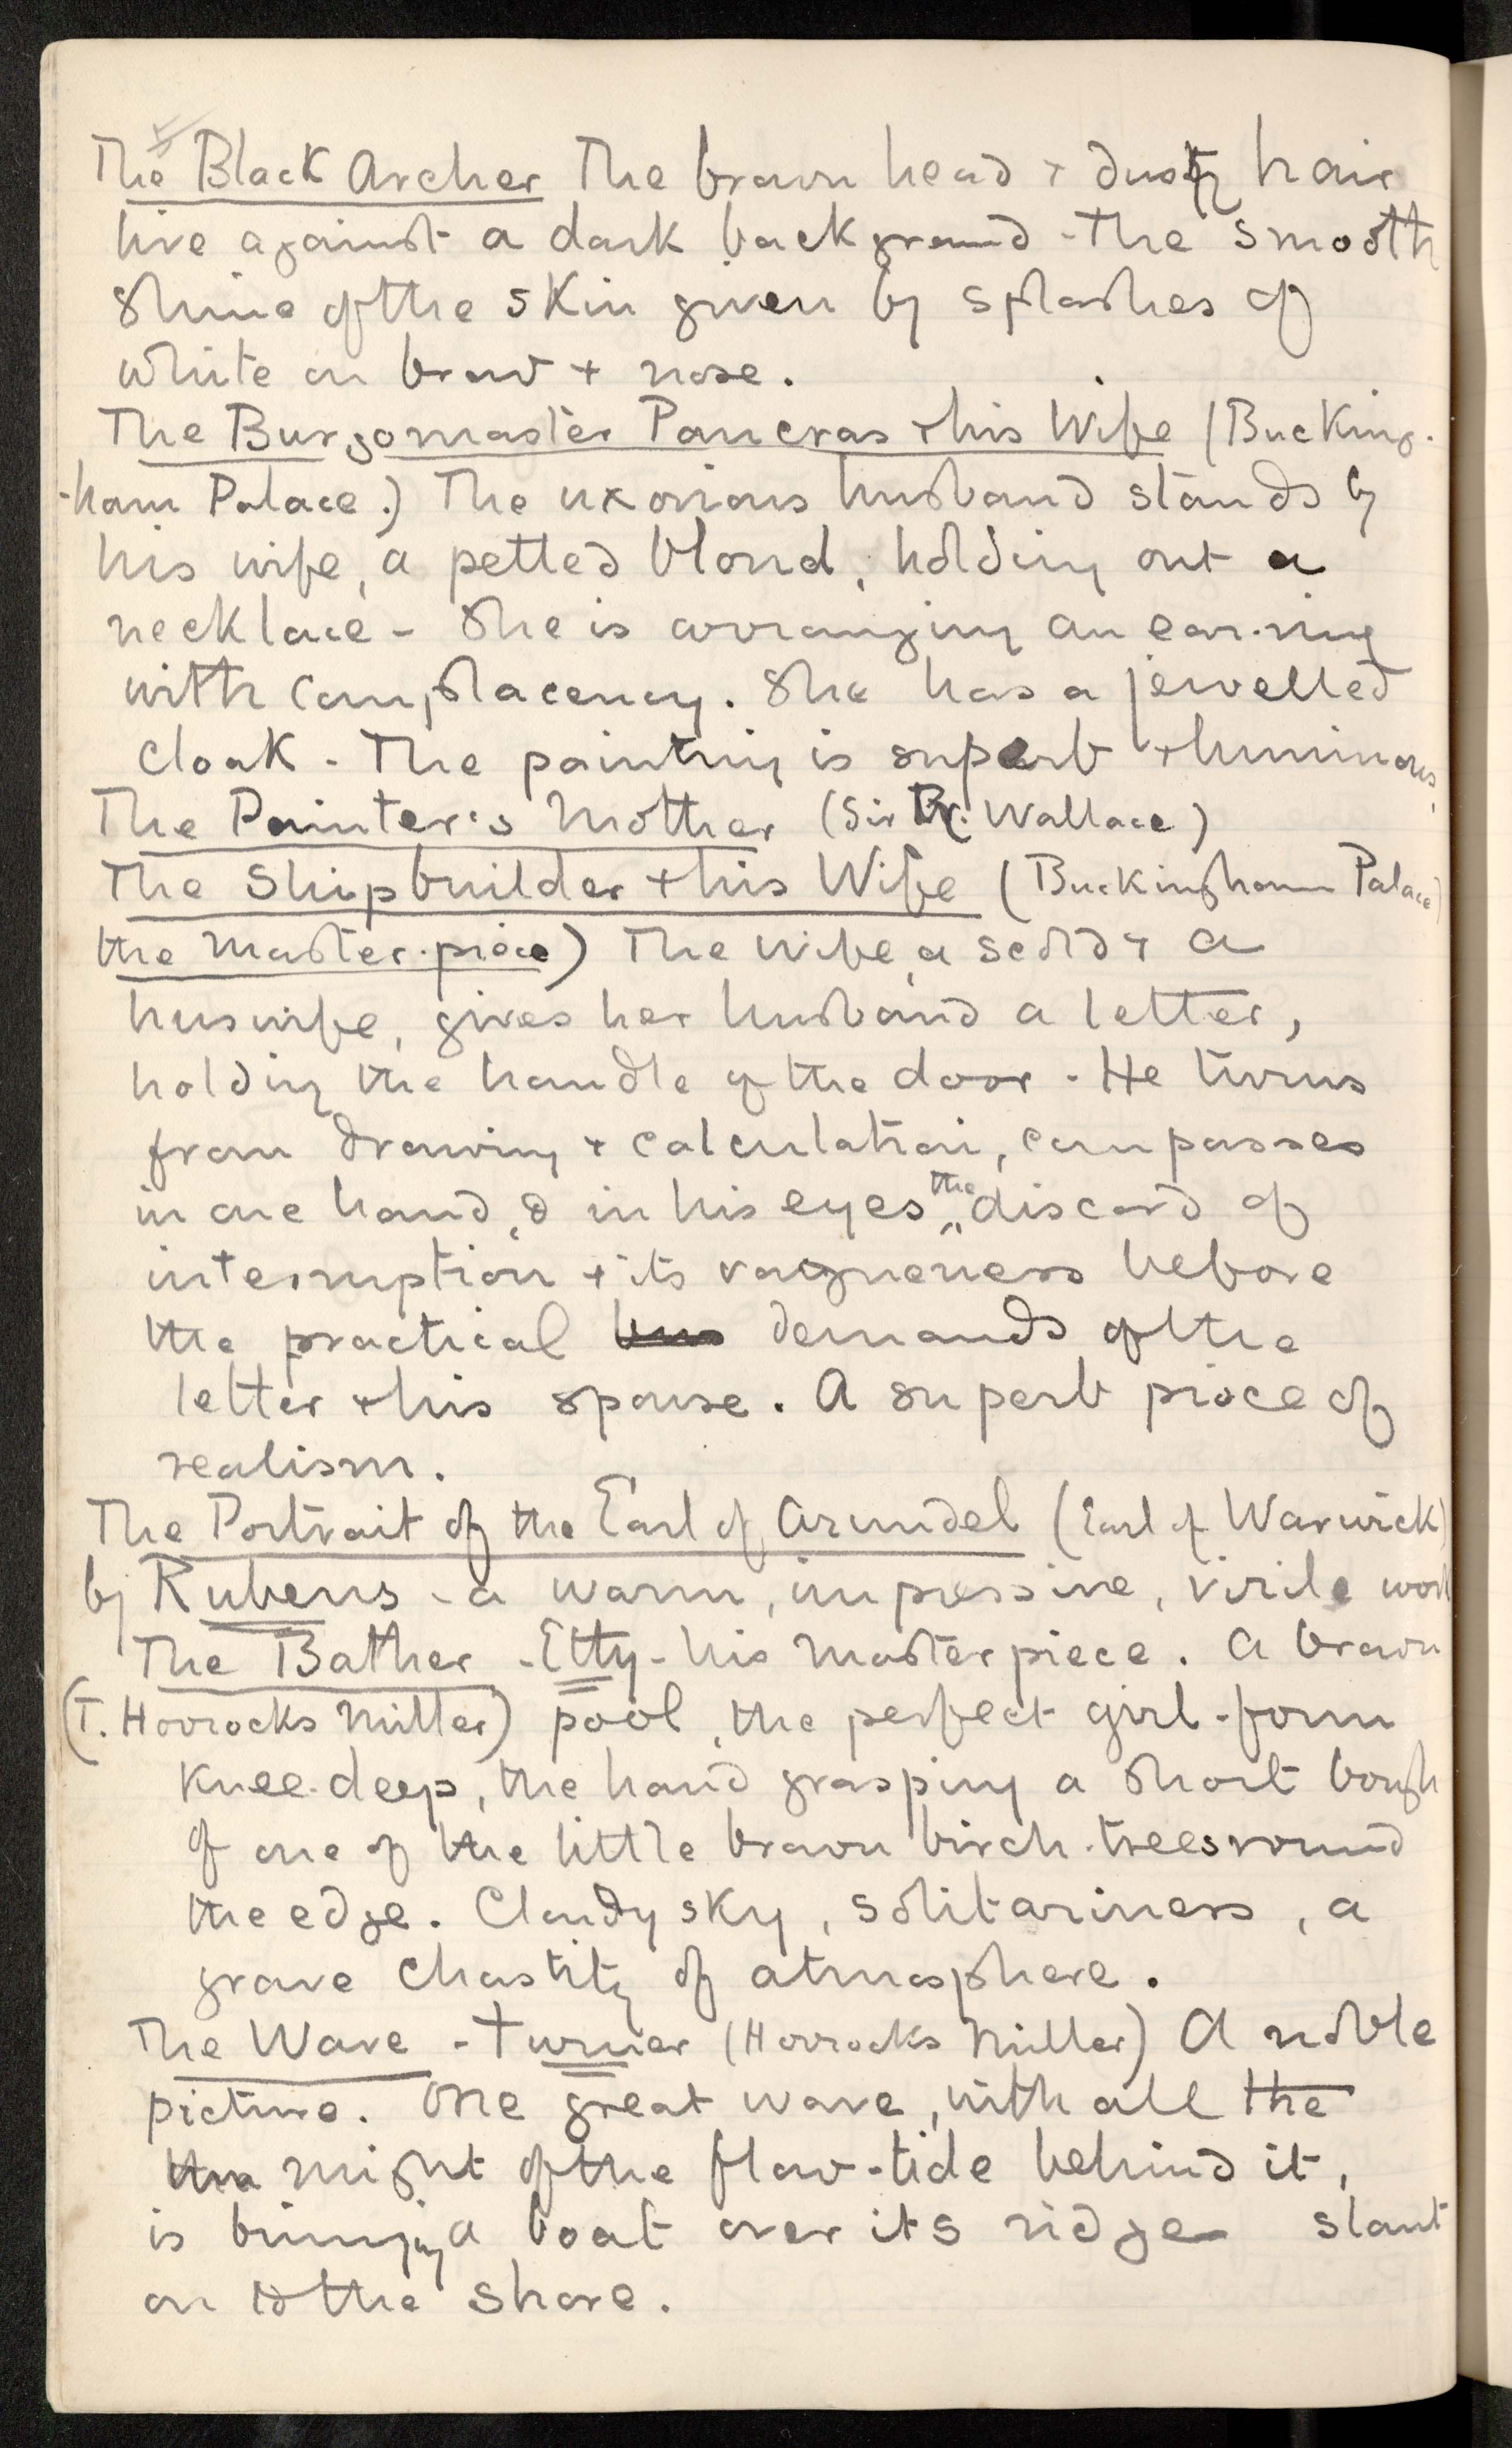 The Black Archer The brown head + dusty hair
live against a dark background - the smooth
shine of the skin given by splashes of
white on brow + nose.
The Burgomaster Pancras + his Wife (Bucking-
-ham Palace.) The uxorious husband stands by
his wife, a petted blond, holding out a
necklace - She is arranging an ear-ring
with complacency. She has a jewelled
cloak - The painting is superb + luminous.
The Painter's Mother (Sir R. Wallace)
The Shipbuilder + his Wife (Buckingham Palace)
the master-piece) The wife, a scold + a
huswife, gives her husband a letter,
holding the handle of the door. He turns
from drawing + calculation, compasses
in one hand, & in his eyes the discord of
interruption + its vagueness before
the practical demands of the
letter + his spouse. A superb piece of
realism.
The Portrait of the Earl of Arundel (Earl of Warwick)
by Rubens - a warm, impressive, virile work
The Bather - Etty - his masterpiece. A brown
(T. Horrocks Miller) pool, the perfect girl-form
knee-deep, the hand grasping a short bough
of one of the little brown birch-trees round
the edge. Cloudy sky, solitariness, a
grave chastity of atmosphere.
The Wave - Turner (Horrocks Miller) A noble
picture. One great wave, with all the
the might of the flow-tide behind it,
is bringing a boat over its ridge slant
on to the shore.